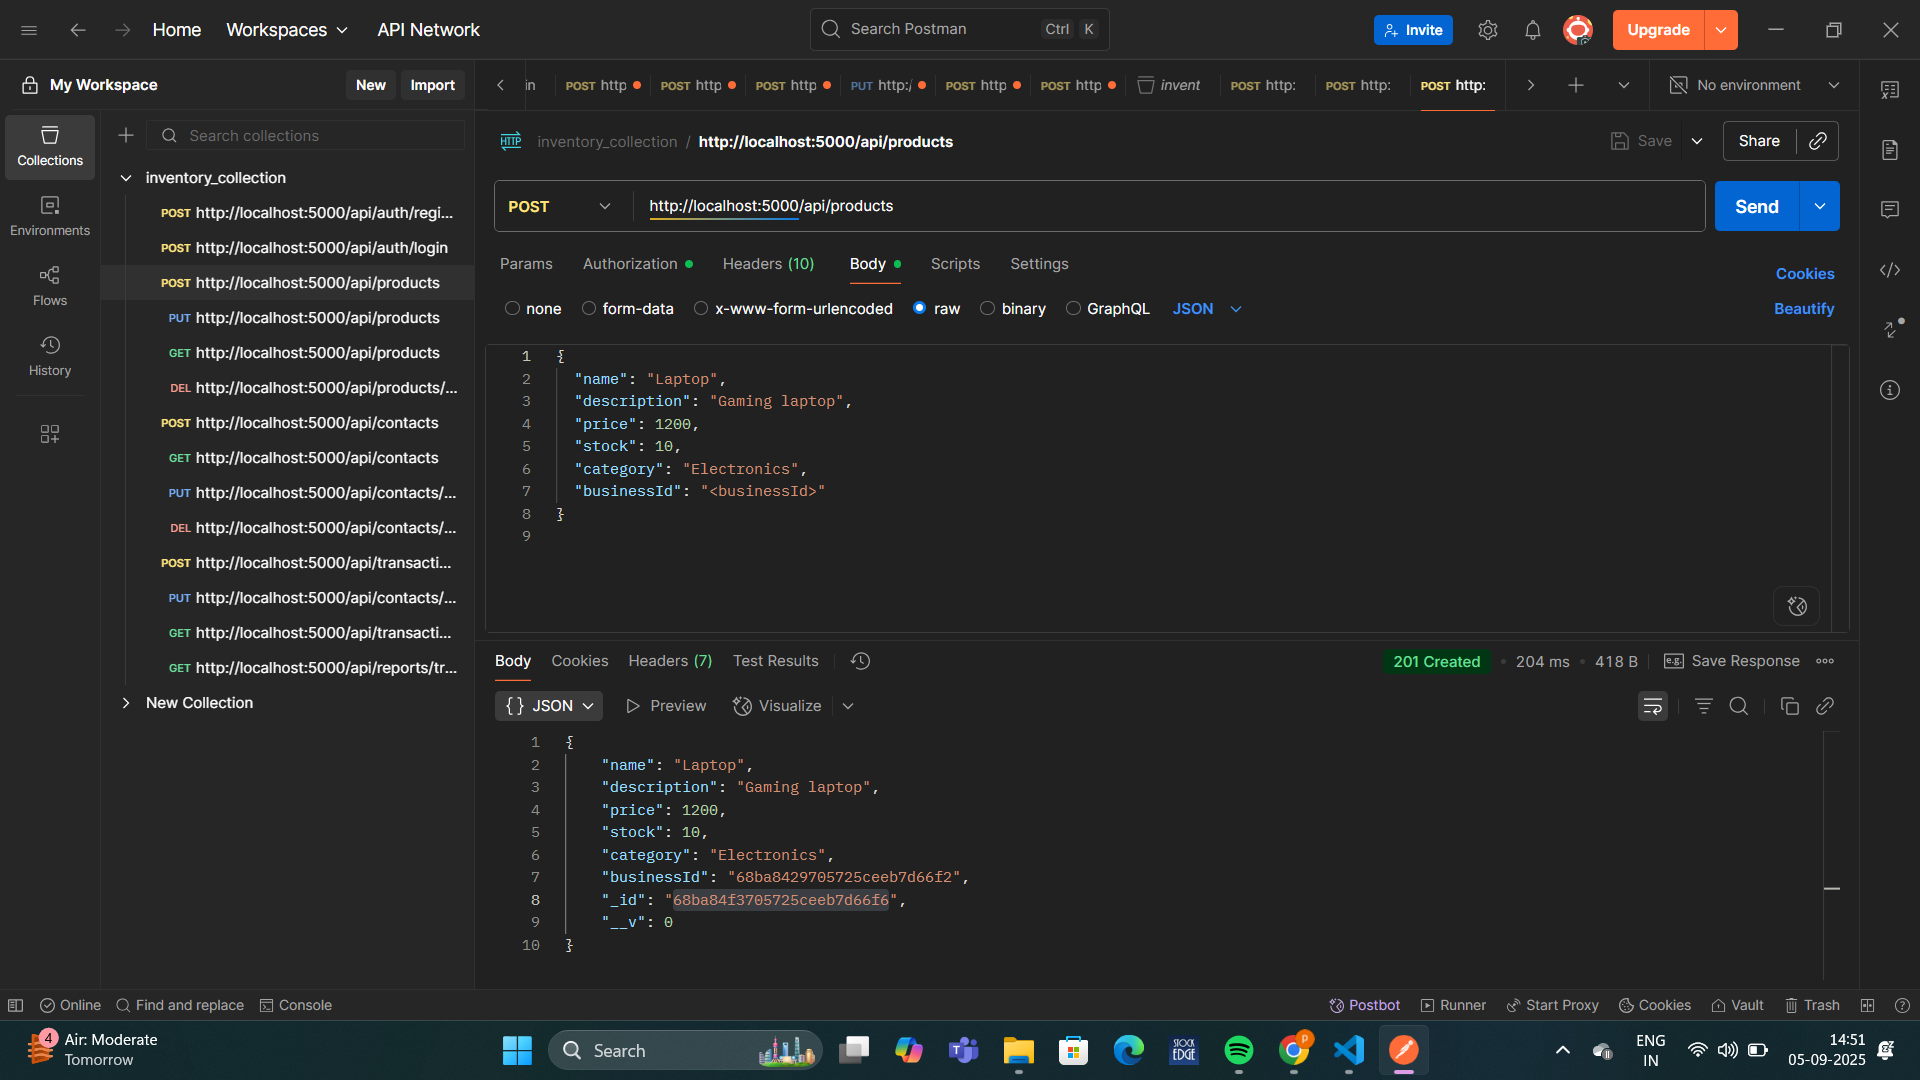 Home
Workspaces
API Network
Search Postman
Ctrl
K
Invite
Upgrade
My Workspace
New
Import
in
POST http
POST http
POST http
PUT http:/
POST http
POST http
invent
POST http:
POST http:
POST http:
No environment
Collections
Environments
Flows
History
Search collections
inventory_collection
POST http://localhost:5000/api/auth/regi...
POST http://localhost:5000/api/auth/login
POST http://localhost:5000/api/products
PUT http://localhost:5000/api/products
GET http://localhost:5000/api/products
DEL http://localhost:5000/api/products/...
POST http://localhost:5000/api/contacts
GET http://localhost:5000/api/contacts
PUT http://localhost:5000/api/contacts/...
DEL http://localhost:5000/api/contacts/...
POST http://localhost:5000/api/transacti...
PUT http://localhost:5000/api/contacts/...
GET http://localhost:5000/api/transacti...
GET http://localhost:5000/api/reports/tr...
New Collection
HTTP inventory_collection / http://localhost:5000/api/products
Save
Share
POST http://localhost:5000/api/products
Send
Params Authorization Headers (10) Body Scripts Settings
Cookies
none form-data x-www-form-urlencoded raw binary GraphQL JSON
Beautify
1 {
2 "name": "Laptop",
3 "description": "Gaming laptop",
4 "price": 1200,
5 "stock": 10,
6 "category": "Electronics",
7 "businessId": "<businessId>"
8 }
9
Body Cookies Headers (7) Test Results
201 Created • 204 ms • 418 B
e.g. Save Response
{} JSON Preview Visualize
1 {
2 "name": "Laptop",
3 "description": "Gaming laptop",
4 "price": 1200,
5 "stock": 10,
6 "category": "Electronics",
7 "businessId": "68ba8429705725ceeb7d66f2",
8 "_id": "68ba84f3705725ceeb7d66f6",
9 "__v": 0
10 }
Online Find and replace Console
Postbot Runner Start Proxy Cookies Vault Trash
4
Air: Moderate
Tomorrow
Search
T
STOCK
EDGE
P
ENG
IN
14:51
05-09-2025